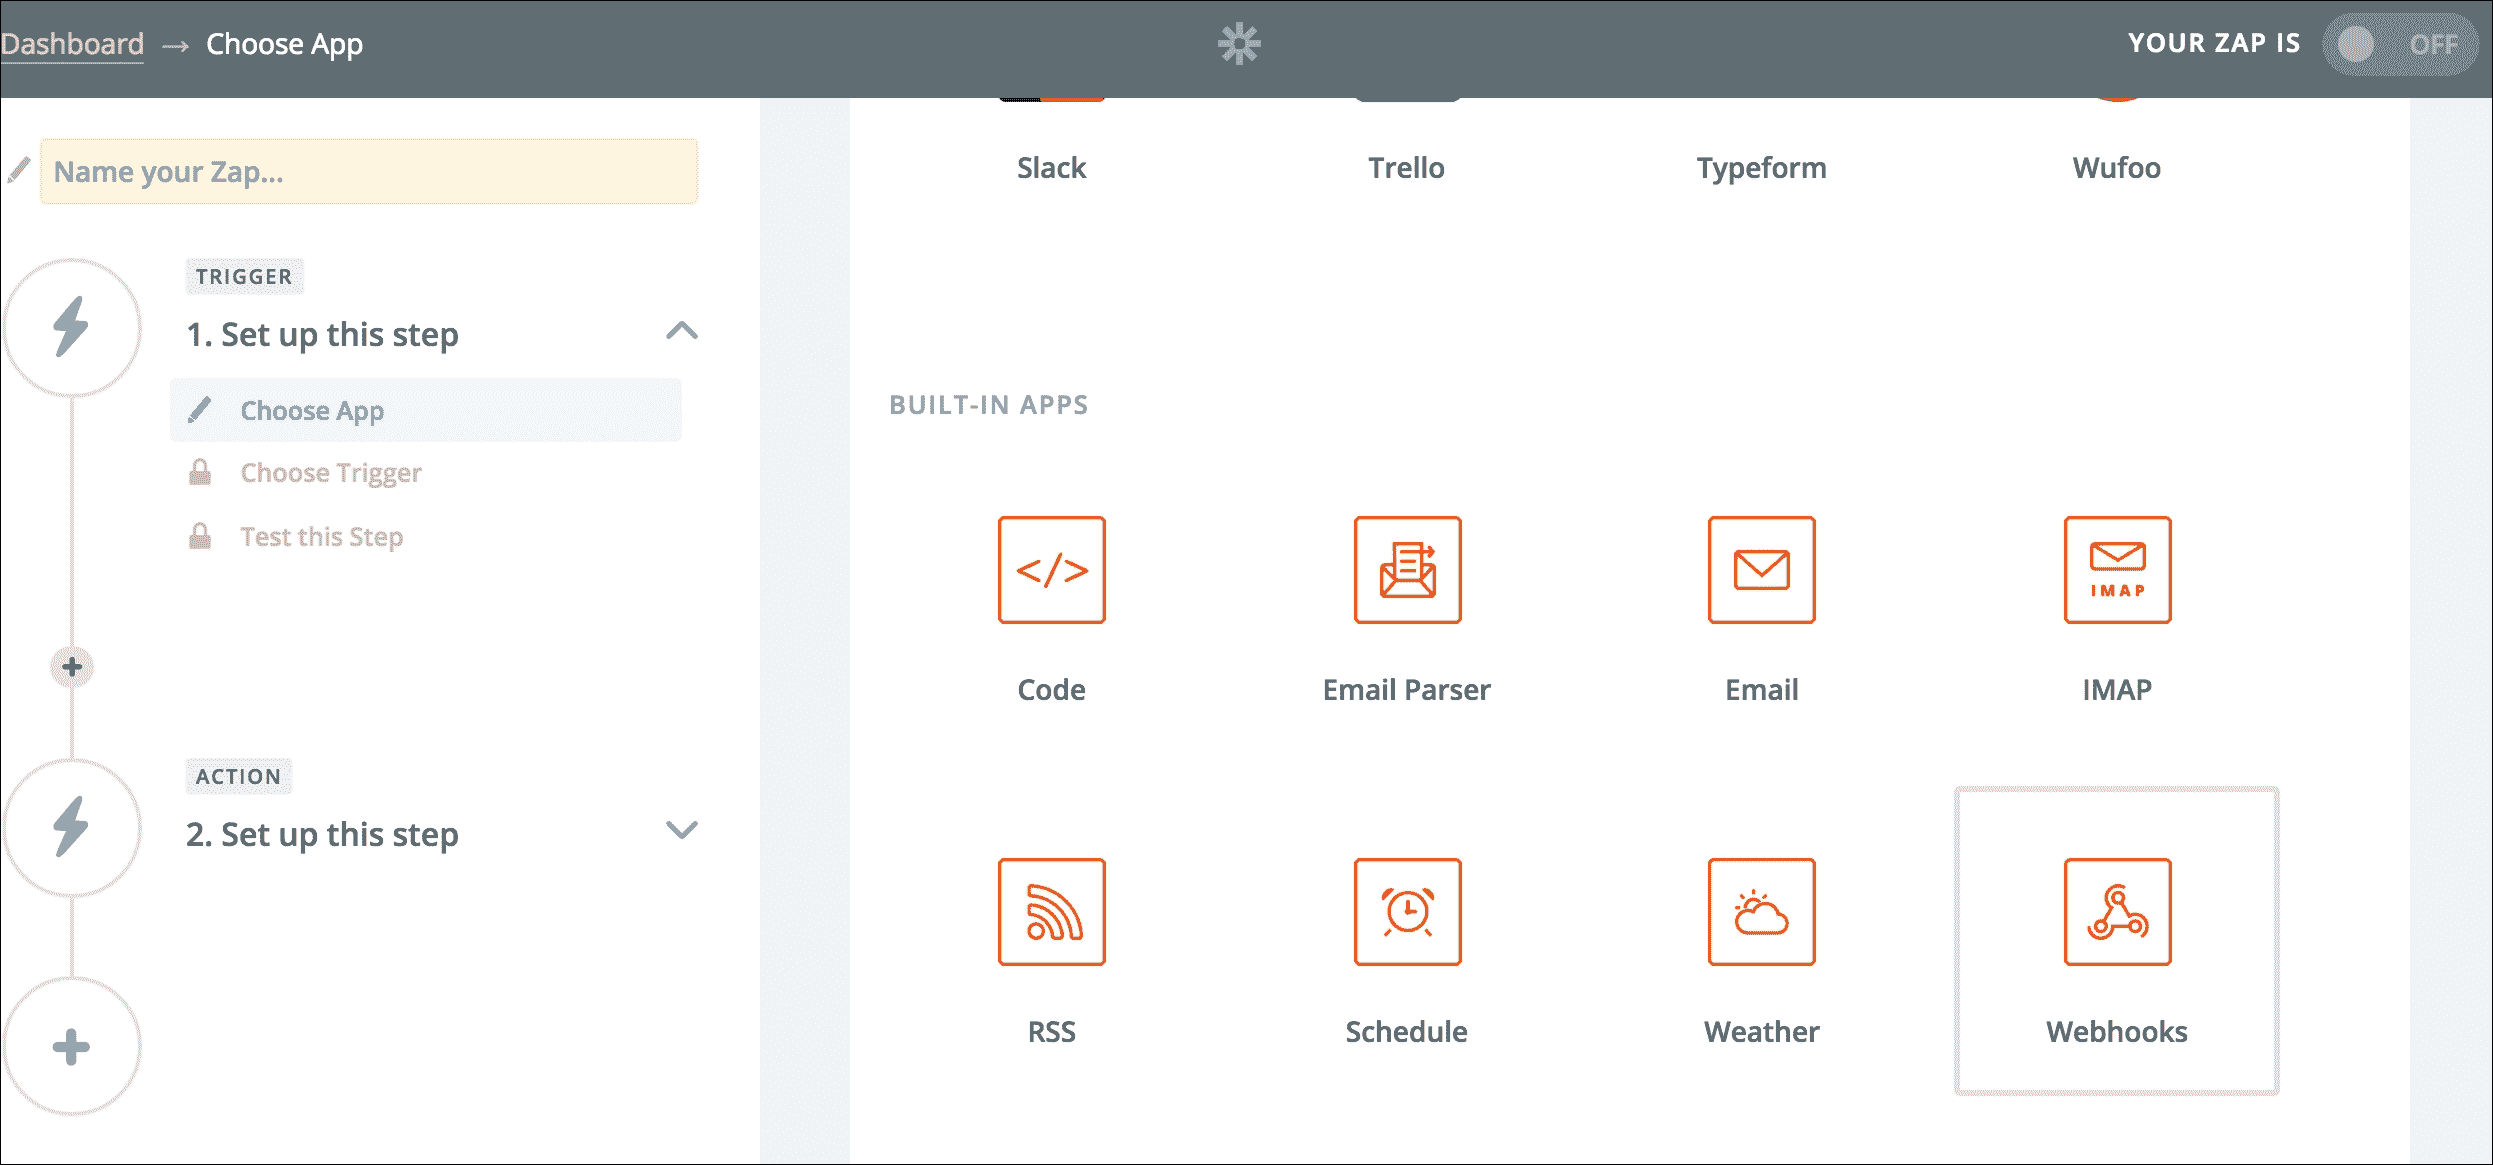 Dashboard → Choose App
YOUR ZAP IS OFF
Name your Zap...
TRIGGER
1. Set up this step
Choose App
Choose Trigger
Test this Step
ACTION
2. Set up this step
Slack
Trello
Typeform
Wufoo
BUILT-IN APPS
</>
IMAP
Code
Email Parser
Email
IMAP
RSS
Schedule
Weather
Webhooks